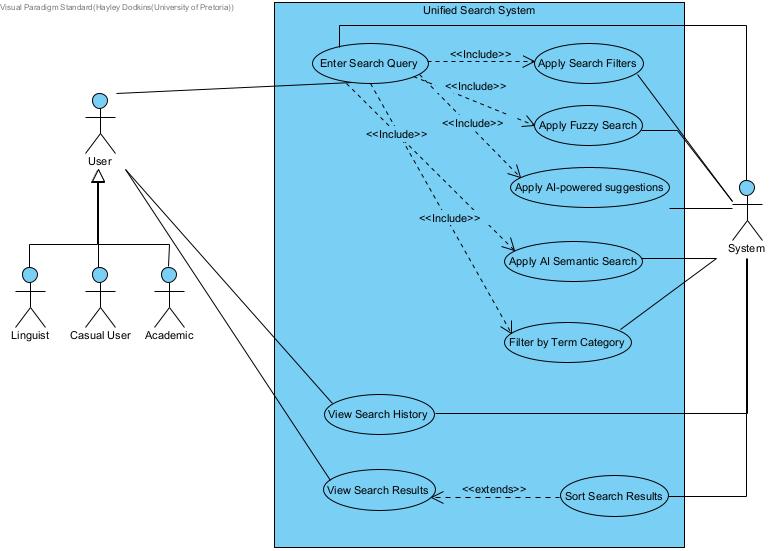 Visual Paradigm Standard(Hayley Dodkins(University of Pretoria))
Unified Search System
Enter Search Query
<<Include>>
Apply Search Filters
<<Include>>
<<Include>>
Apply Fuzzy Search
<<Include>>
User
Apply AI-powered suggestions
<<Include>>
System
Apply AI Semantic Search
Linguist
Casual User
Academic
Filter by Term Category
View Search History
View Search Results
<<extends>>
Sort Search Results